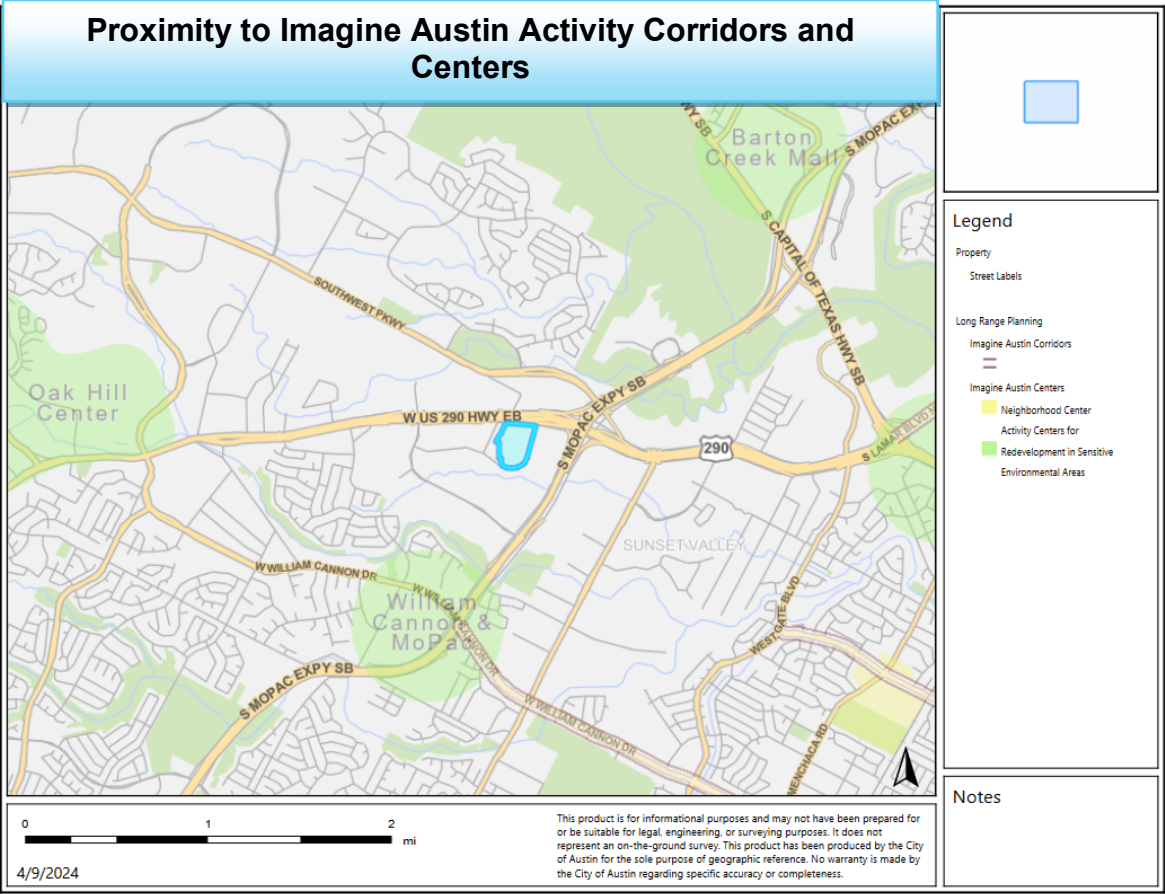 Proximity to Imagine Austin Activity Corridors and
Centers
WY SB
Barton
Creek Mall
S MOPAC EXP
S CAPITAL OF TEXAS HWY SB
SOUTHWEST PKWY
Oak Hill
Center
W US 290 HWY EB
S MOPAC EXPY SB
290
S LAMAR BLVD
SUNSET VALLEY
W WILLIAM CANNON DR
W WILLIAM CANNON DR
William
Cannon &
MoPac
WEST GATE BLVD
S MOPAC EXPY SB
W WILLIAM CANNON DR
MENCHACA RD
Legend
Property
Street Labels
Long Range Planning
Imagine Austin Corridors
Imagine Austin Centers
Neighborhood Center
Activity Centers for
Redevelopment in Sensitive
Environmental Areas
Notes
0 1 2
mi
4/9/2024
This product is for informational purposes and may not have been prepared for
or be suitable for legal, engineering, or surveying purposes. It does not
represent an on-the-ground survey. This product has been produced by the City
of Austin for the sole purpose of geographic reference. No warranty is made by
the City of Austin regarding specific accuracy or completeness.